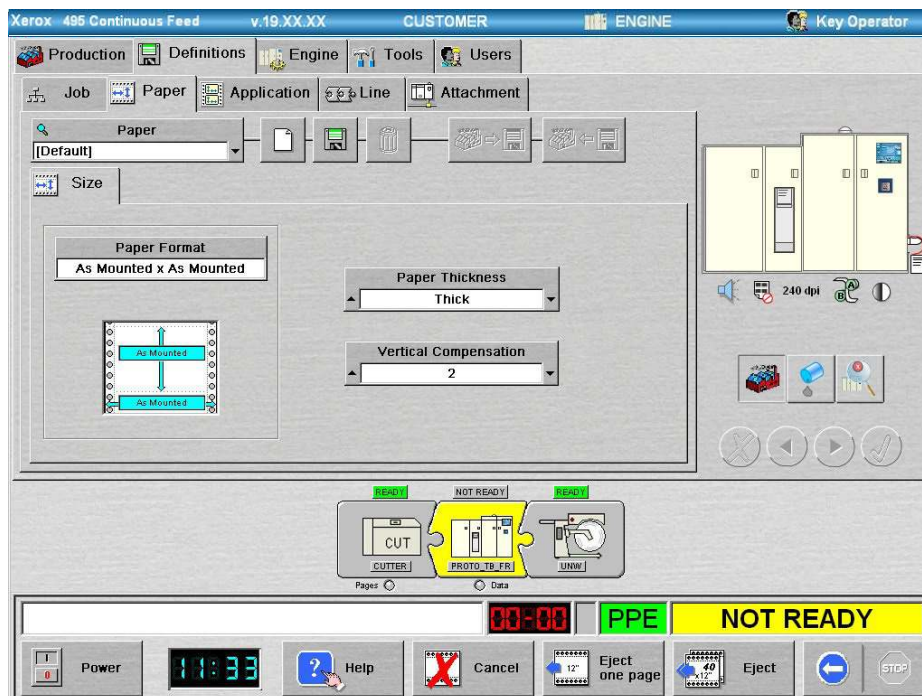 Xerox 495 Continuous Feed v.19.XX.XX CUSTOMER ENGINE Key Operator
Production Definitions Engine Tools Users
Job Paper Application Line Attachment
Paper
[Default]
Size
Paper Format
As Mounted x As Mounted
Paper Thickness
Thick
As Mounted
As Mounted
Vertical Compensation
2
240 dpi
A
B
READY NOT READY READY
CUT
CUTTER PROTO_TB_FR UNW
Pages Data
00-00 PPE NOT READY
Power 11:33 Help Cancel 12" Eject one page 40 x12" Eject STOP